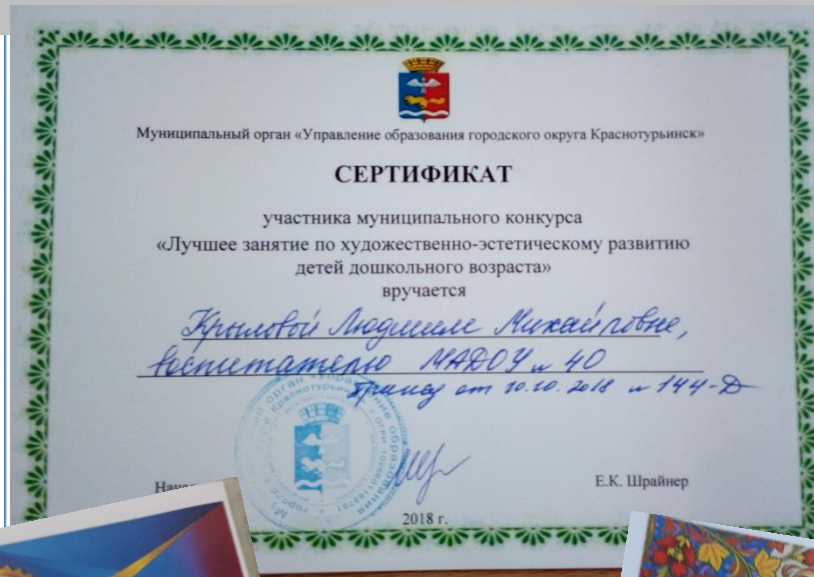 Муниципальный орган «Управление образования городского округа Краснотурьинск»
СЕРТИФИКАТ
участника муниципального конкурса
«Лучшее занятие по художественно-эстетическому развитию
детей дошкольного возраста»
вручается
Крыловой Людмиле Михайловне,
воспитателю МАДОУ № 40
приказ от 10.10.2018 № 144-Д
Е.К. Шрайнер
2018 г.